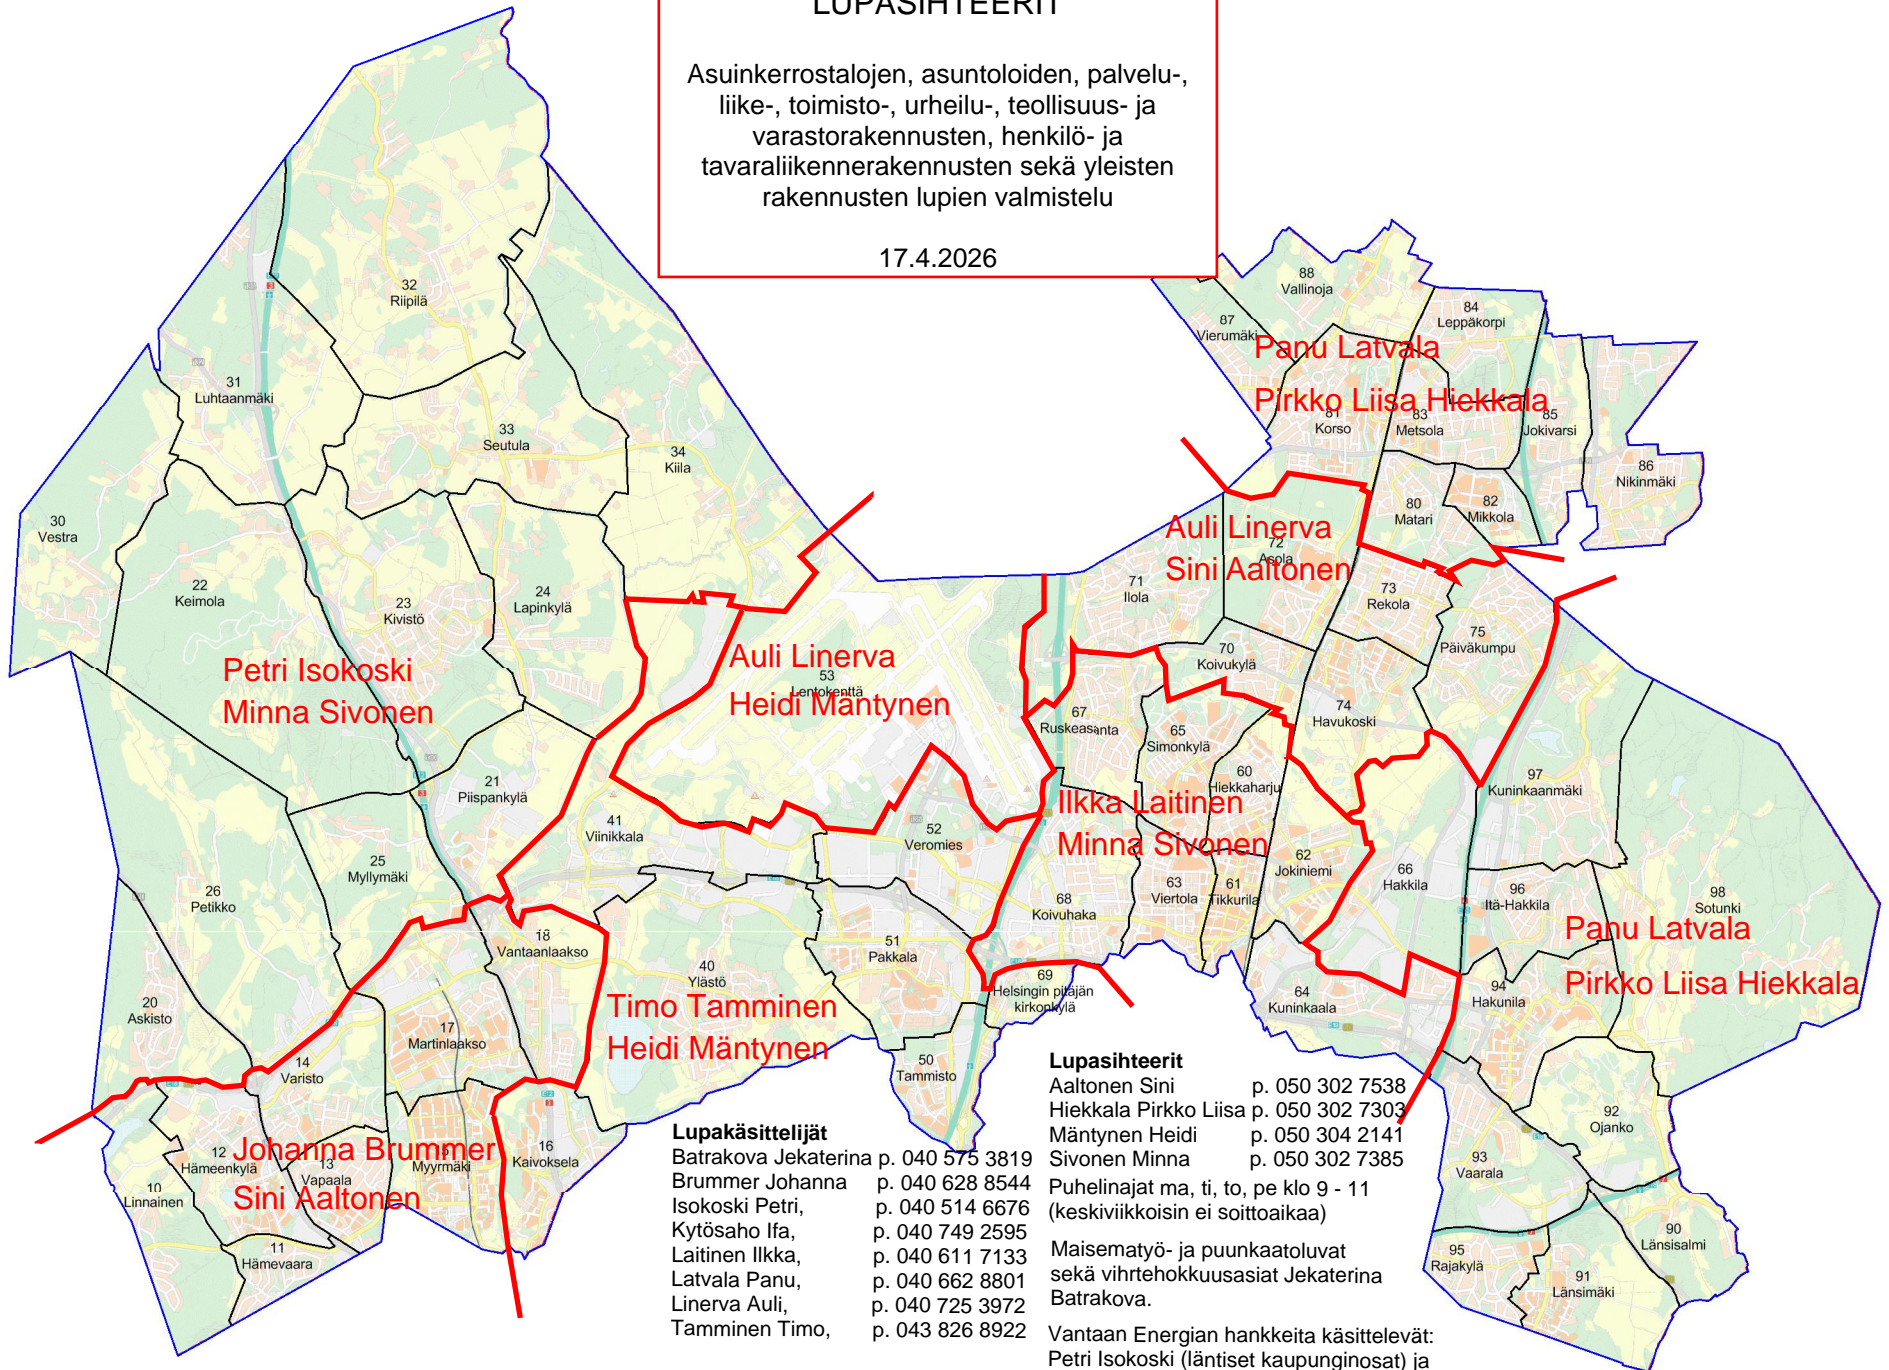 LUPASIHTEERIT
Asuinkerrostalojen, asuntoloiden, palvelu-,
liike-, toimisto-, urheilu-, teollisuus- ja
varastorakennusten, henkilö- ja
tavaraliikennerakennusten sekä yleisten
rakennusten lupien valmistelu
17.4.2026
88
Vallinoja
87
Vierumäki
84
Leppäkorpi
Panu Latvala
Pirkko Liisa Hiekkala
81
Korso
83
Metsola
85
Jokivarsi
86
Nikinmäki
80
Matari
82
Mikkola
32
Riipilä
31
Luhtaanmäki
33
Seutula
34
Kiila
30
Vestra
22
Keimola
23
Kivistö
24
Lapinkylä
Petri Isokoski
Minna Sivonen
21
Piispankylä
25
Myllymäki
26
Petikko
20
Askisto
Auli Linerva
53
Lentokenttä
Heidi Mäntynen
Auli Linerva
72
Asola
Sini Aaltonen
71
Ilola
73
Rekola
75
Päiväkumpu
70
Koivukylä
74
Havukoski
67
Ruskeasanta
65
Simonkylä
60
Hiekkaharju
Ilkka Laitinen
Minna Sivonen
62
Jokiniemi
63
Viertola
61
Tikkurila
68
Koivuhaka
69
Helsingin pitäjän
kirkonkylä
64
Kuninkaala
66
Hakkila
97
Kuninkaanmäki
96
Itä-Hakkila
98
Sotunki
Panu Latvala
Pirkko Liisa Hiekkala
94
Hakunila
92
Ojanko
93
Vaarala
90
Länsisalmi
95
Rajakylä
91
Länsimäki
41
Viinikkala
52
Veromies
51
Pakkala
40
Ylästö
Timo Tamminen
Heidi Mäntynen
50
Tammisto
18
Vantaanlaakso
17
Martinlaakso
14
Varisto
16
Kaivoksela
Johanna Brummer
12
Hämeenkylä
13
Vapaala
15
Myyrmäki
Sini Aaltonen
10
Linnainen
11
Hämevaara
Lupakäsittelijät
Batrakova Jekaterina p. 040 575 3819
Brummer Johanna p. 040 628 8544
Isokoski Petri, p. 040 514 6676
Kytösaho Ifa, p. 040 749 2595
Laitinen Ilkka, p. 040 611 7133
Latvala Panu, p. 040 662 8801
Linerva Auli, p. 040 725 3972
Tamminen Timo, p. 043 826 8922
Lupasihteerit
Aaltonen Sini p. 050 302 7538
Hiekkala Pirkko Liisa p. 050 302 7303
Mäntynen Heidi p. 050 304 2141
Sivonen Minna p. 050 302 7385
Puhelinajat ma, ti, to, pe klo 9 - 11
(keskiviikkoisin ei soittoaikaa)
Maisematyö- ja puunkaatoluvat
sekä vihrtehokkuusasiat Jekaterina
Batrakova.
Vantaan Energian hankkeita käsittelevät:
Petri Isokoski (läntiset kaupunginosat) ja